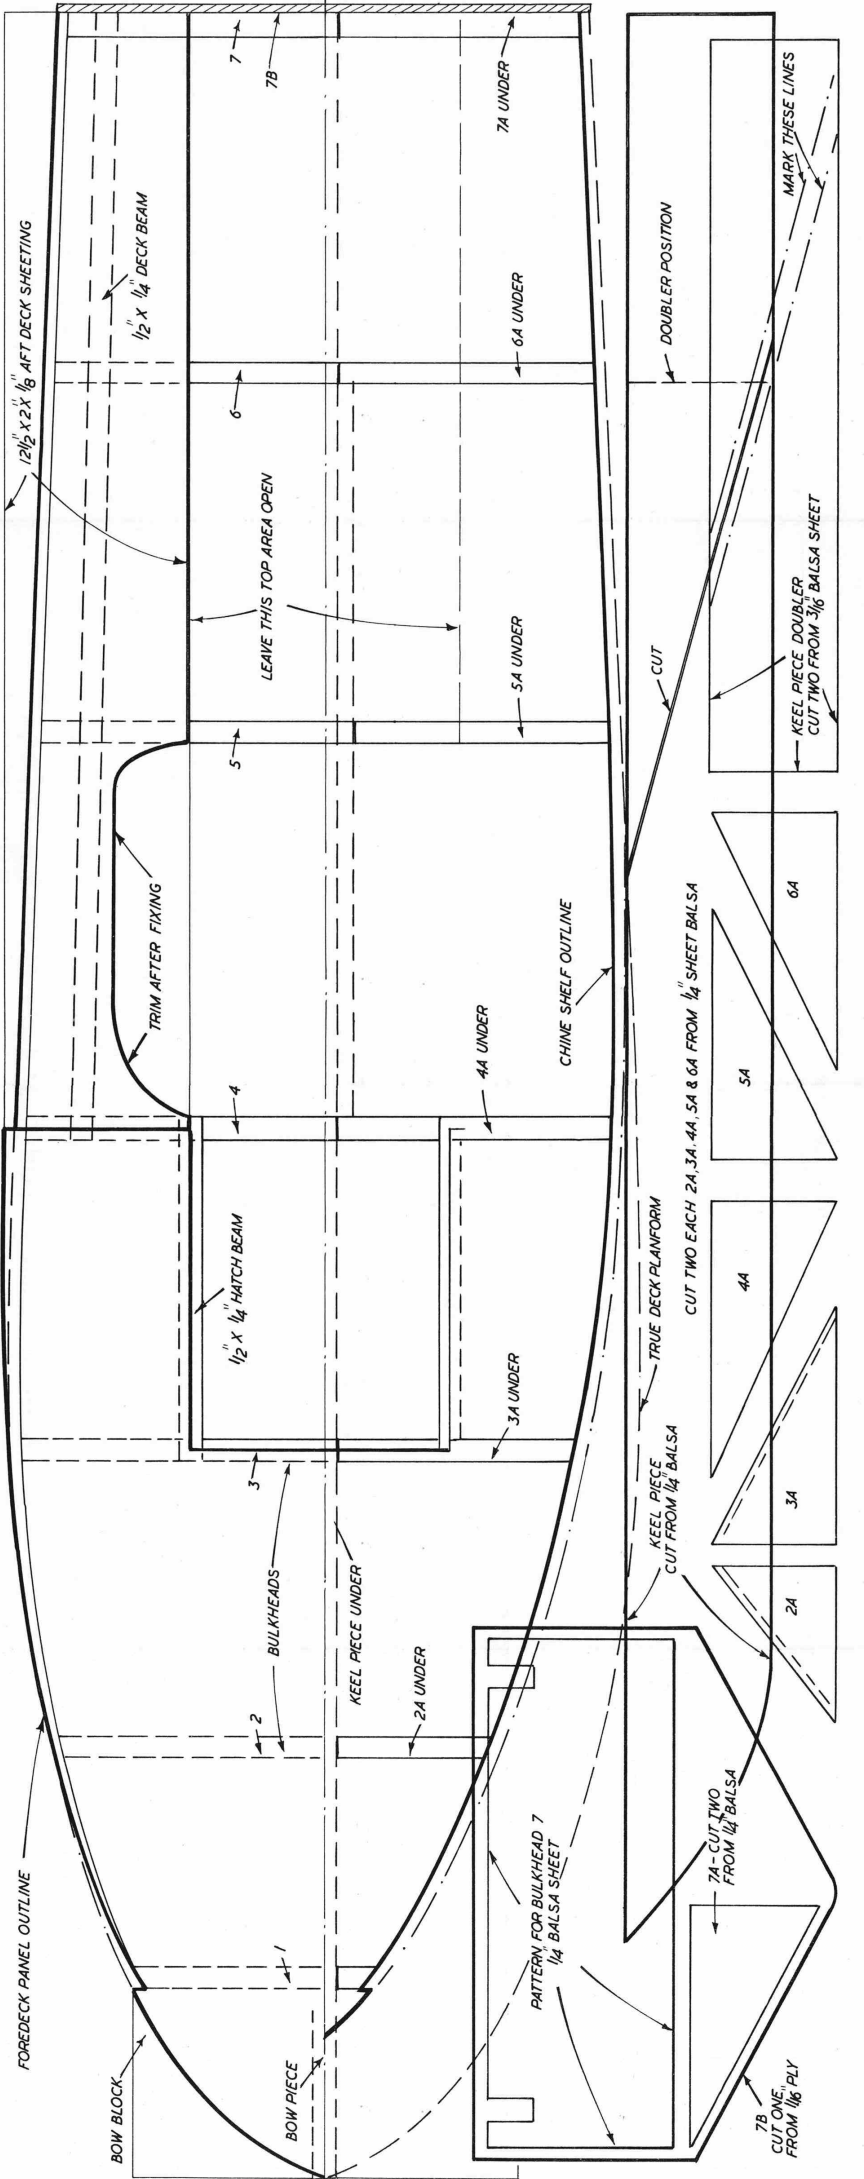 12½" X 2" X ⅛" AFT DECK SHEETING
½" X ¼" DECK BEAM
7
7B
7A UNDER
MARK THESE LINES
6
6A UNDER
DOUBLER POSITION
LEAVE THIS TOP AREA OPEN
5
5A UNDER
CUT
KEEL PIECE DOUBLER
CUT TWO FROM 3/16" BALSA SHEET
TRIM AFTER FIXING
CHINE SHELF OUTLINE
6A
5A
4
4A UNDER
CUT TWO EACH 2A, 3A. 4A, 5A & 6A FROM ¼" SHEET BALSA
½" X ¼" HATCH BEAM
TRUE DECK PLANFORM
4A
3
3A UNDER
KEEL PIECE
CUT FROM ¼" BALSA
3A
BULKHEADS
KEEL PIECE UNDER
2A
2
2A UNDER
FOREDECK PANEL OUTLINE
1
PATTERN FOR BULKHEAD 7
¼" BALSA SHEET
7A - CUT TWO
FROM ¼" BALSA
BOW BLOCK
BOW PIECE
7B
CUT ONE
FROM 1/16" PLY